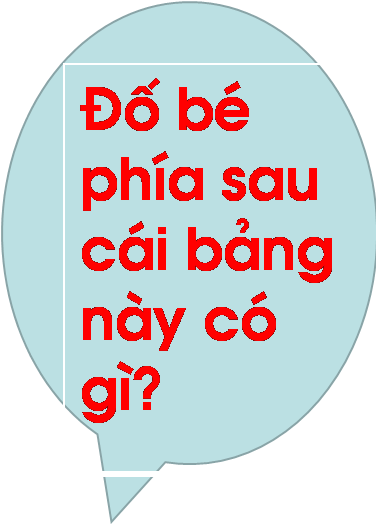 Đố bé
phía sau
cái bảng
này có
gì?